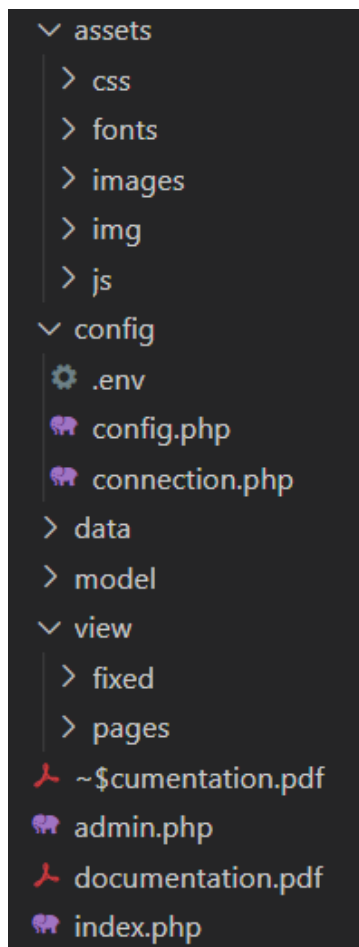 assets
css
fonts
images
img
js
config
.env
config.php
connection.php
data
model
view
fixed
pages
~$cumentation.pdf
admin.php
documentation.pdf
index.php